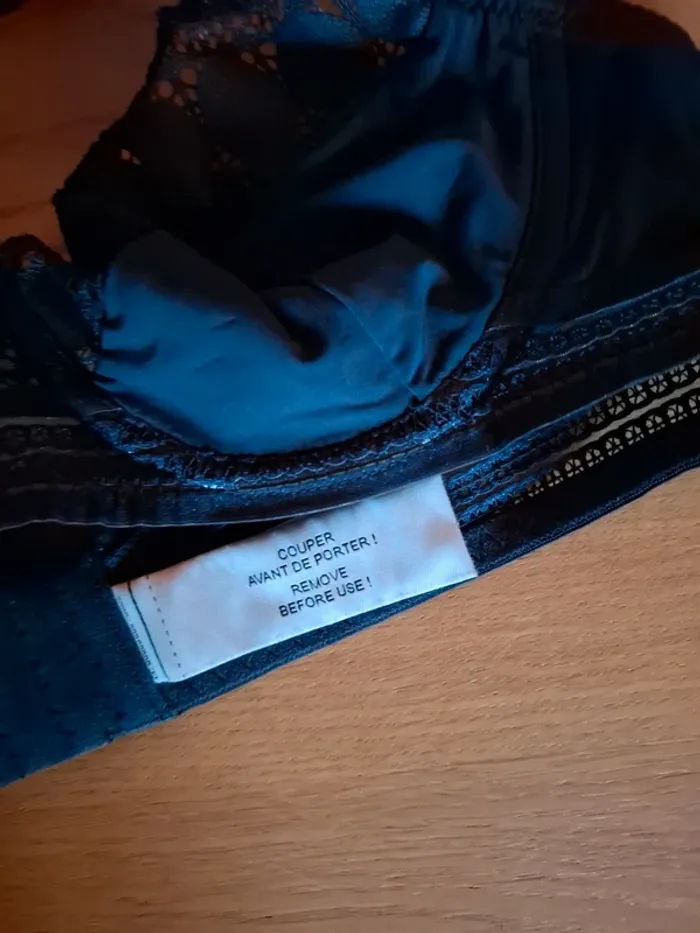 COUPER
AVANT DE PORTER !
REMOVE
BEFORE USE !